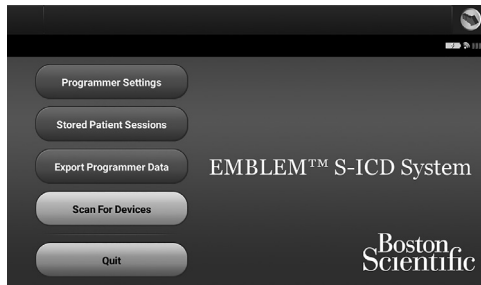 Programmer Settings
Stored Patient Sessions
Export Programmer Data
EMBLEM™ S-ICD System
Scan For Devices
Quit
Boston
Scientific